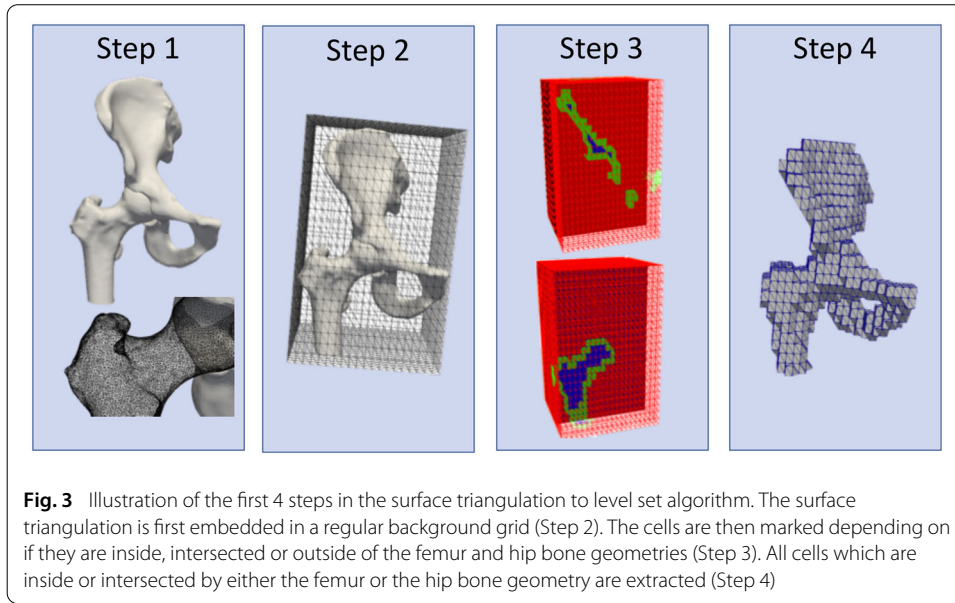 Step 1
Step 2
Step 3
Step 4
Fig. 3 Illustration of the first 4 steps in the surface triangulation to level set algorithm. The surface
triangulation is first embedded in a regular background grid (Step 2). The cells are then marked depending on
if they are inside, intersected or outside of the femur and hip bone geometries (Step 3). All cells which are
inside or intersected by either the femur or the hip bone geometry are extracted (Step 4)